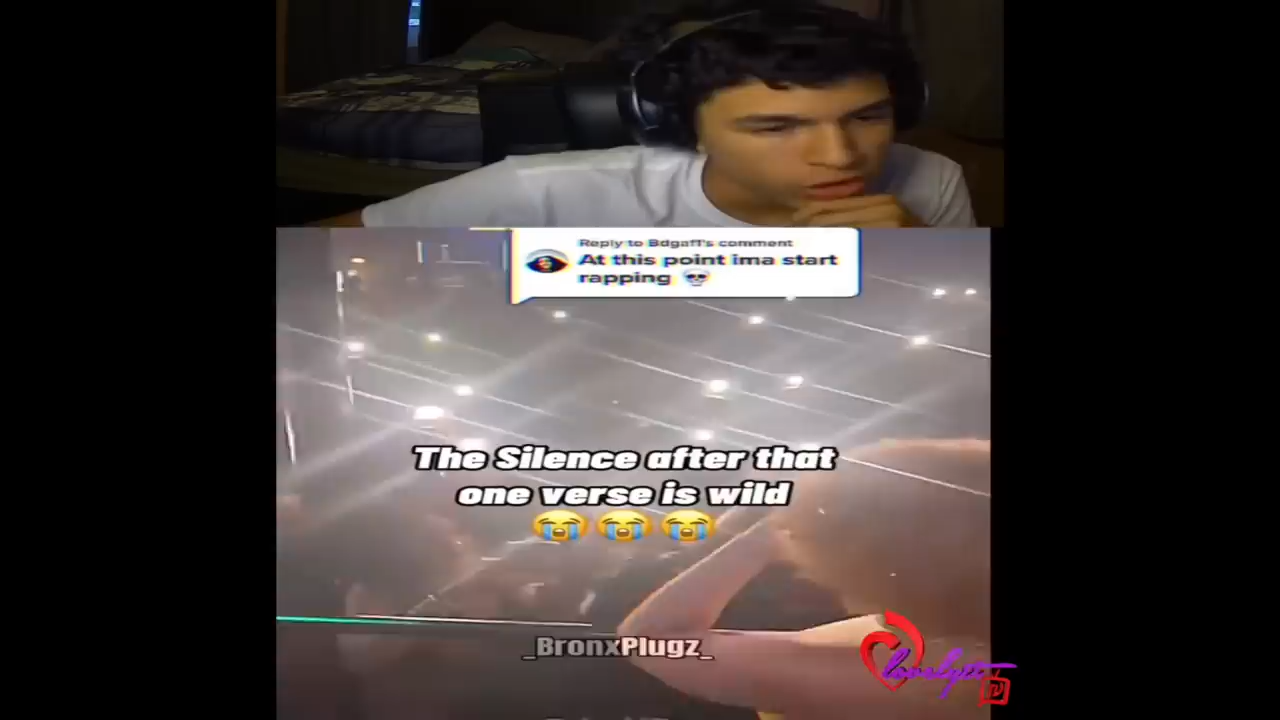 Reply to Bdgaff's comment
At this point ima start
rapping 💀
The Silence after that
one verse is wild
😭😭😭
_BronxPlugz_
TV